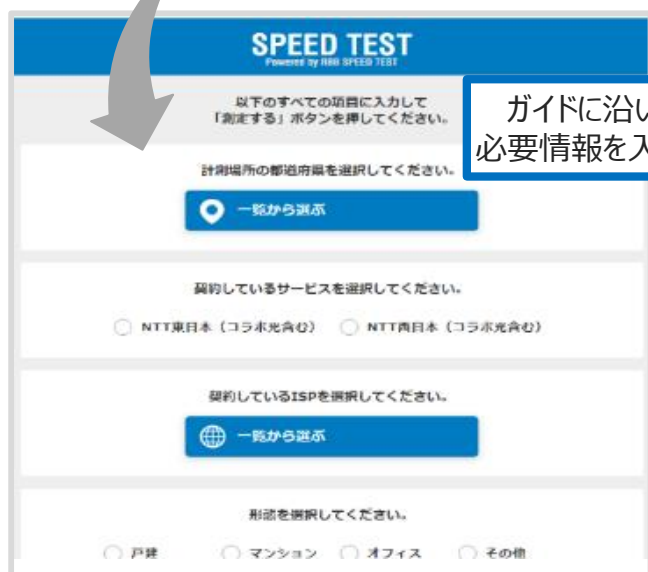 SPEED TEST
Powered by RBB SPEED TEST
以下のすべての項目に入力して
「測定する」ボタンを押してください。
ガイドに沿い
必要情報を入
計測場所の都道府県を選択してください。
一覧から選ぶ
契約しているサービスを選択してください。
NTT東日本（コラボ光含む） NTT西日本（コラボ光含む）
契約しているISPを選択してください。
一覧から選ぶ
形態を選択してください。
戸建 マンション オフィス その他